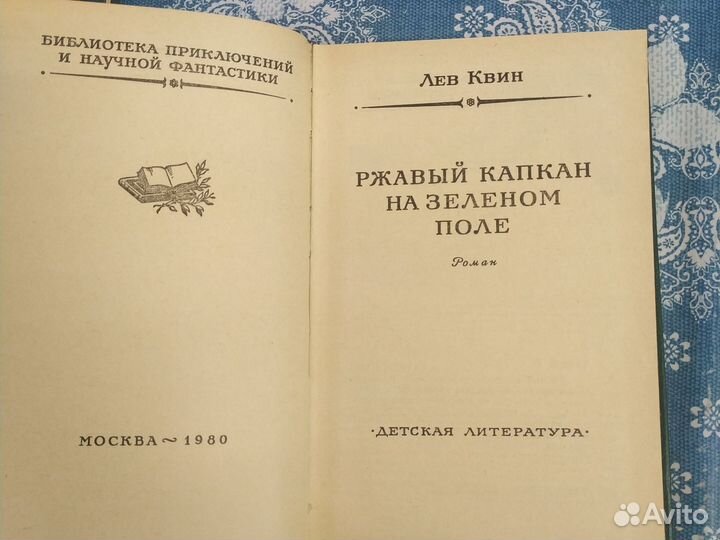 БИБЛИОТЕКА ПРИКЛЮЧЕНИЙ
И НАУЧНОЙ ФАНТАСТИКИ
МОСКВА ~ 1980
ЛЕВ КВИН
РЖАВЫЙ КАПКАН
НА ЗЕЛЕНОМ
ПОЛЕ
Роман
·ДЕТСКАЯ ЛИТЕРАТУРА·
Avito